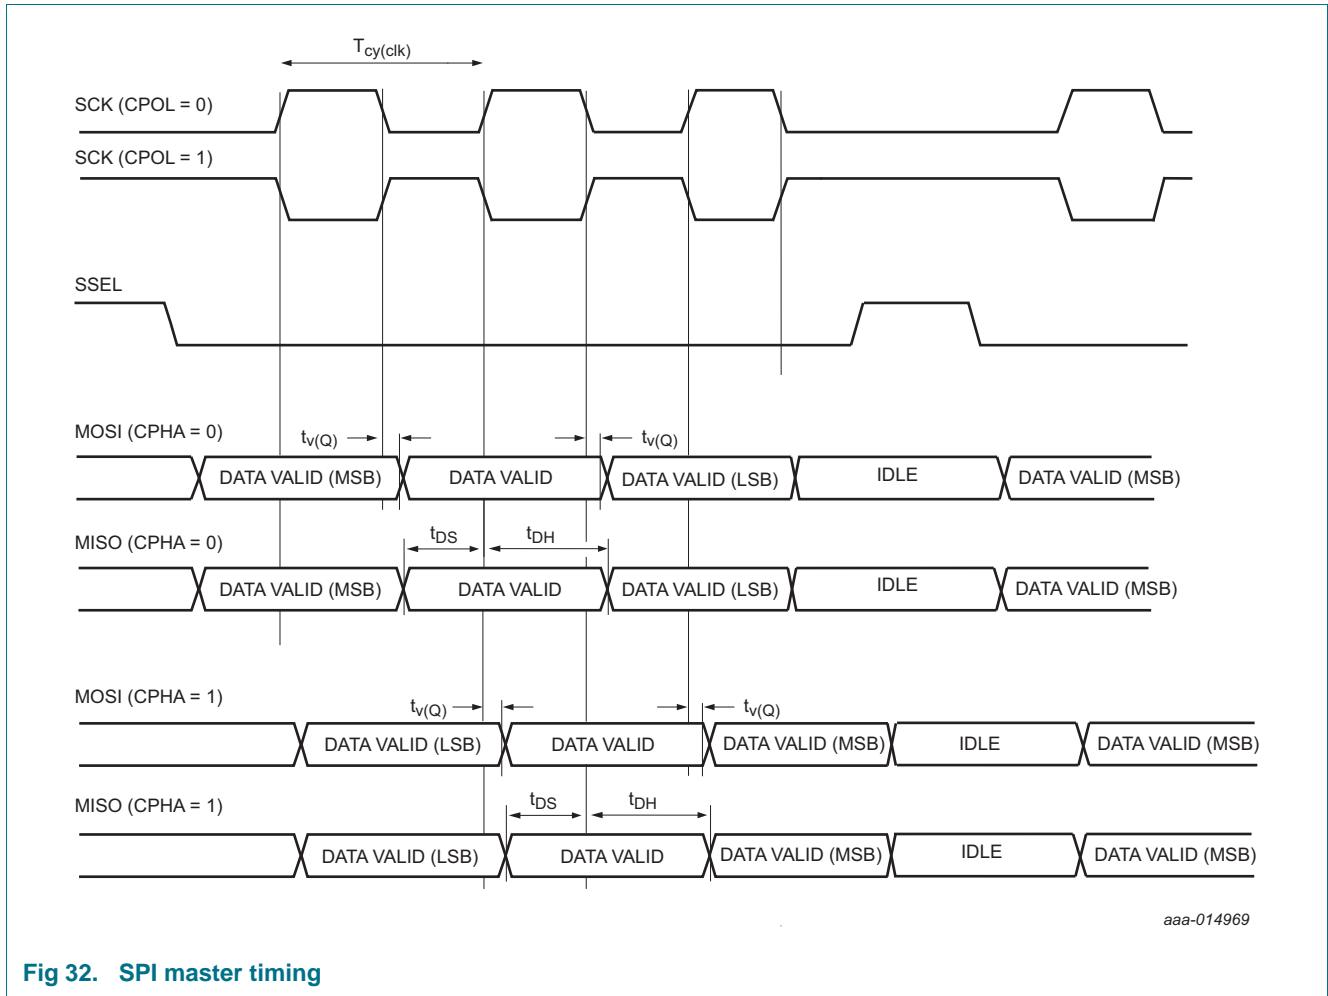 Tcy(clk)
SCK (CPOL = 0)
SCK (CPOL = 1)
SSEL
MOSI (CPHA = 0)
tv(Q) tv(Q)
DATA VALID (MSB) DATA VALID DATA VALID (LSB) IDLE DATA VALID (MSB)
tDS tDH
MISO (CPHA = 0)
DATA VALID (MSB) DATA VALID DATA VALID (LSB) IDLE DATA VALID (MSB)
MOSI (CPHA = 1)
tv(Q) tv(Q)
DATA VALID (LSB) DATA VALID DATA VALID (MSB) IDLE DATA VALID (MSB)
MISO (CPHA = 1)
tDS tDH
DATA VALID (LSB) DATA VALID DATA VALID (MSB) IDLE DATA VALID (MSB)
aaa-014969
Fig 32. SPI master timing